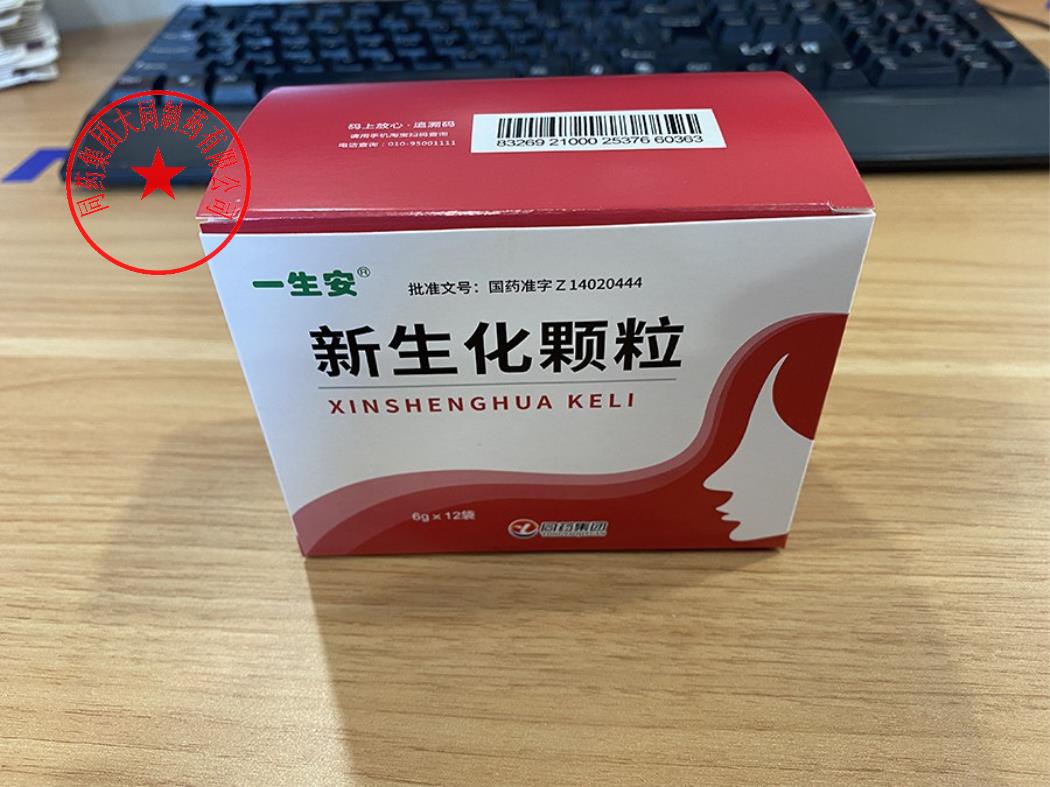 同药集团大同制药有限公司
码上放心·追溯码
请用手机淘宝扫码查询
电话查询：010-95001111
83269 21000 25376 60363
一生安®
批准文号：国药准字Z14020444
新生化颗粒
XINSHENGHUA KELI
6g×12袋
同药集团